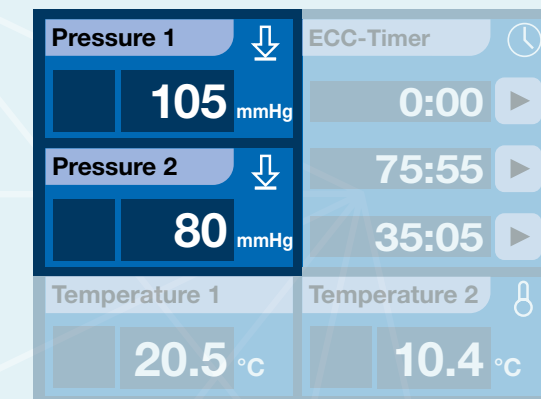 Pressure 1
105 mmHg
Pressure 2
80 mmHg
ECC-Timer
0:00
75:55
35:05
Temperature 1
20.5 °C
Temperature 2
10.4 °C